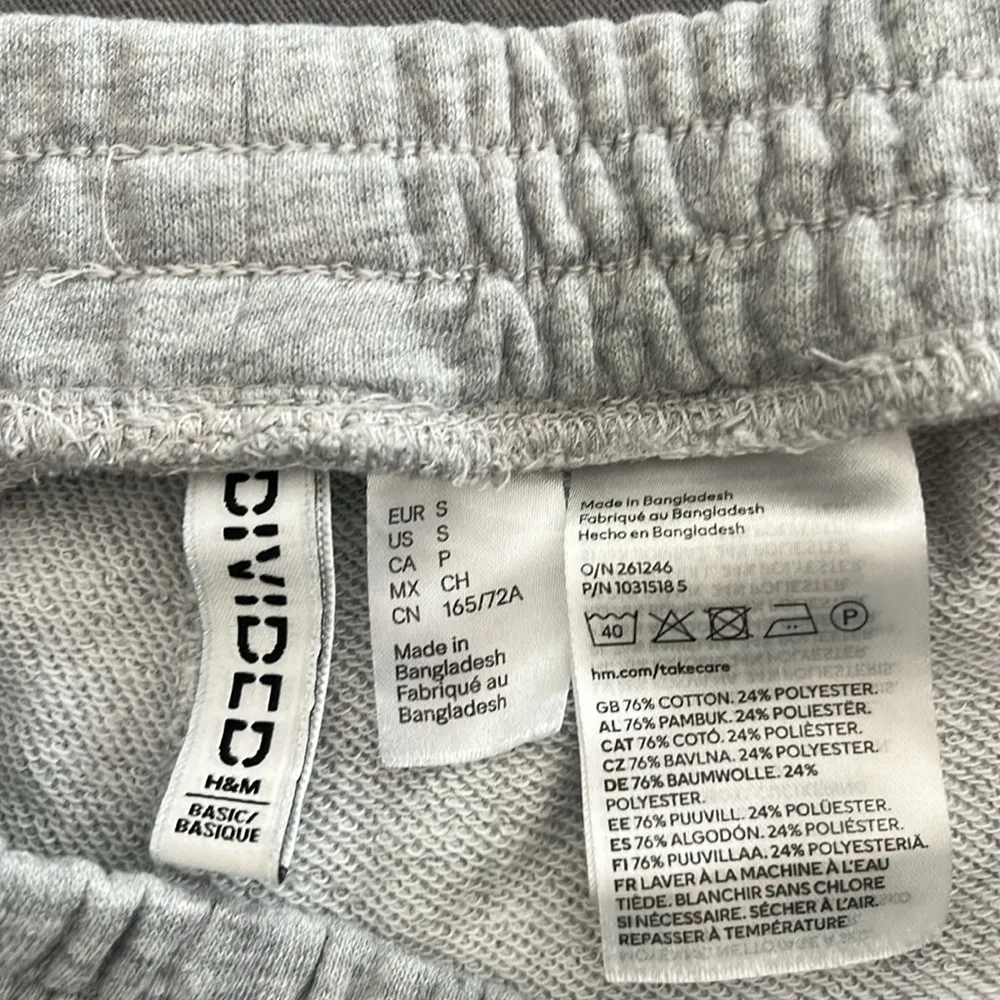 DIVIDED
H&M
BASIC/
BASIQUE
EUR S
US S
CA P
MX CH
CN 165/72A
Made in
Bangladesh
Fabriqué au
Bangladesh
Made in Bangladesh
Fabriqué au Bangladesh
Hecho en Bangladesh
O/N 261246
P/N 1031518 5
40
P
hm.com/takecare
GB 76% COTTON. 24% POLYESTER.
AL 76% PAMBUK. 24% POLIESTËR.
CAT 76% COTÓ. 24% POLIÈSTER.
CZ 76% BAVLNA. 24% POLYESTER.
DE 76% BAUMWOLLE. 24%
POLYESTER.
EE 76% PUUVILL. 24% POLÜESTER.
ES 76% ALGODÓN. 24% POLIÉSTER.
FI 76% PUUVILLAA. 24% POLYESTERIÄ.
FR LAVER À LA MACHINE À L'EAU
TIÈDE. BLANCHIR SANS CHLORE
SI NÉCESSAIRE. SÉCHER À L'AIR.
REPASSER À TEMPÉRATURE